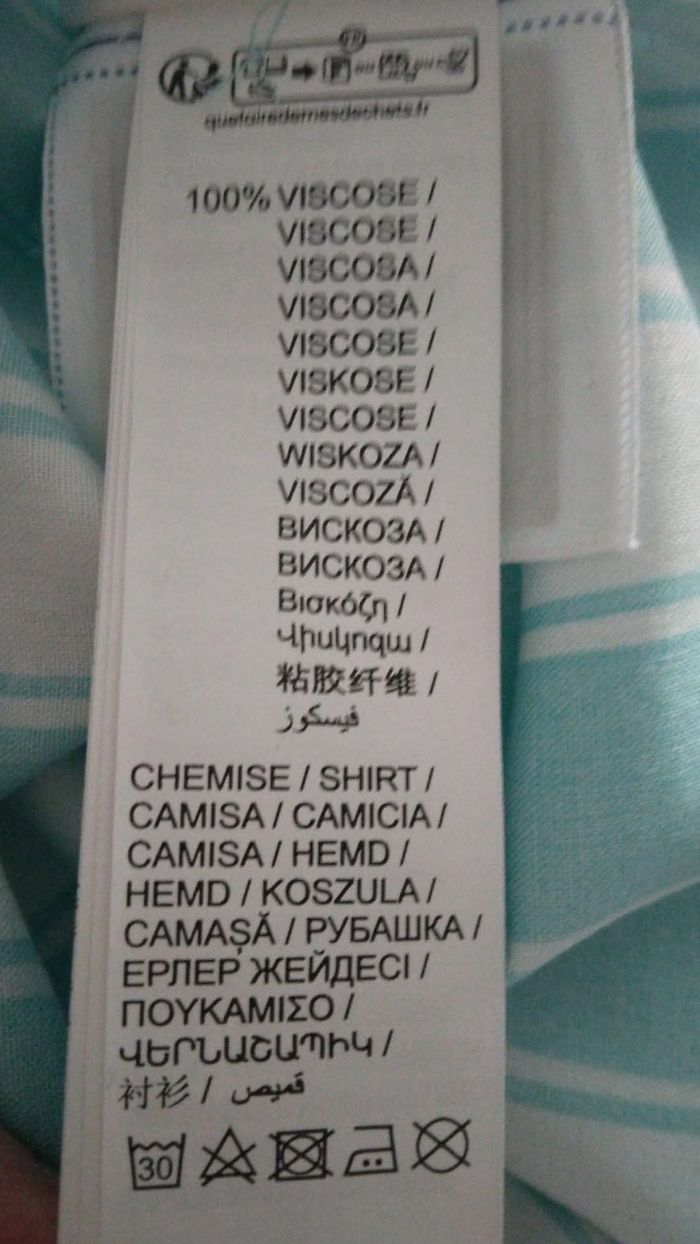 FR
quefairedemesdechets.fr
100% VISCOSE /
VISCOSE /
VISCOSA /
VISCOSA /
VISCOSE /
VISKOSE /
VISCOSE /
WISKOZA /
VISCOZĂ /
ВИСКОЗА /
ВИСКОЗА /
Βισκόζη /
Վիսկոզա /
粘胶纤维 /
فيسكوز
CHEMISE / SHIRT /
CAMISA / CAMICIA /
CAMISA / HEMD /
HEMD / KOSZULA /
CAMAȘĂ / РУБАШКА /
ЕРЛЕР ЖЕЙДЕСІ /
ΠΟΥΚΑΜΙΣΟ /
ՎԵՐՆԱՇԱՊԻԿ /
衬衫 / قميص
30